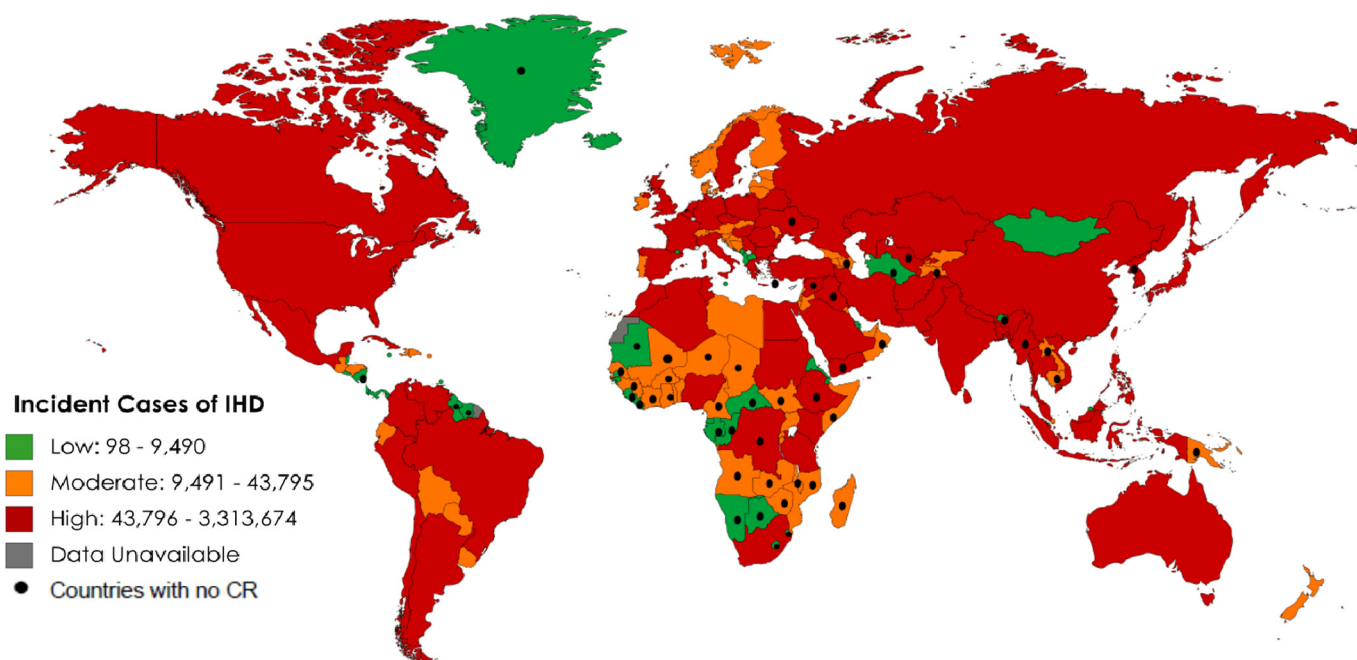 Incident Cases of IHD
Low: 98 - 9,490
Moderate: 9,491 - 43,795
High: 43,796 - 3,313,674
Data Unavailable
Countries with no CR